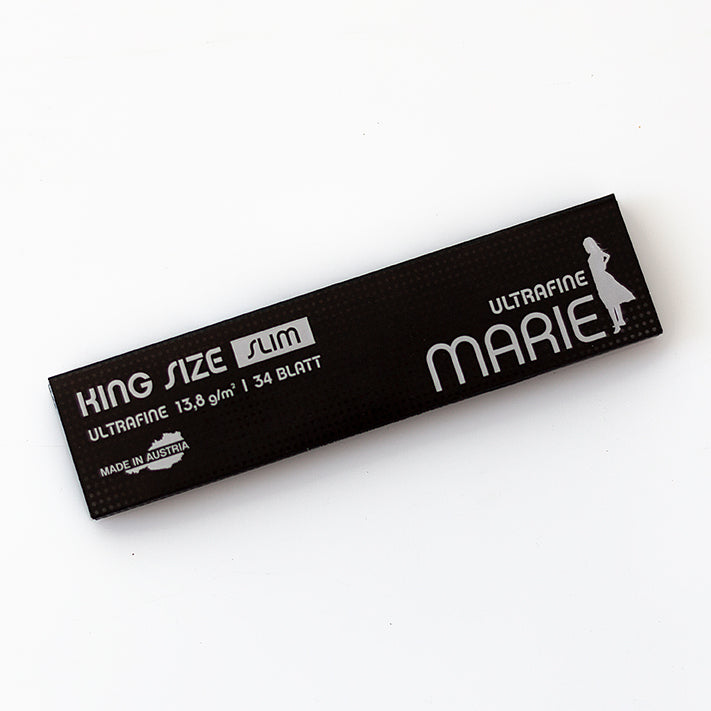 KING SIZE SLIM
ULTRAFINE 13,8 g/m² | 34 BLATT
MADE IN AUSTRIA
ULTRAFINE
MARIE